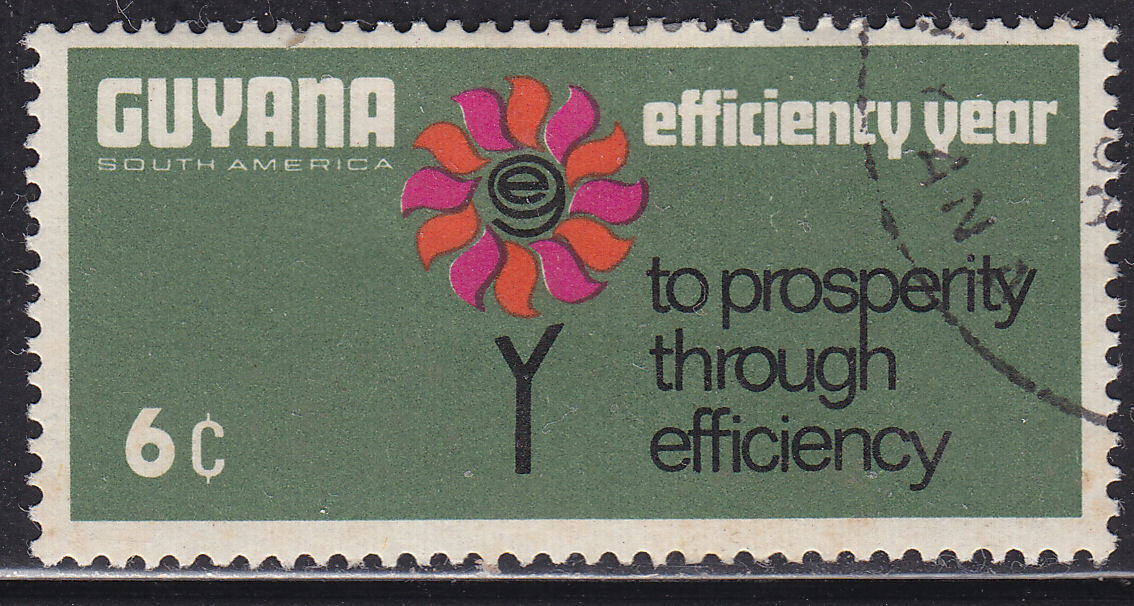 GUYANA
SOUTH AMERICA
efficiency year
e
Y
to prosperity
through
efficiency
6¢